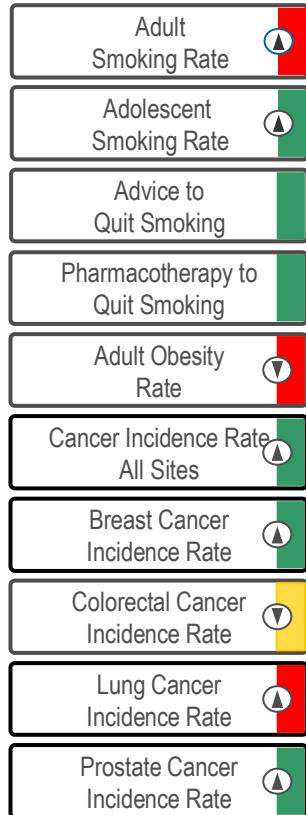 Adult
Smoking Rate
Adolescent
Smoking Rate
Advice to
Quit Smoking
Pharmacotherapy to
Quit Smoking
Adult Obesity
Rate
Cancer Incidence Rate
All Sites
Breast Cancer
Incidence Rate
Colorectal Cancer
Incidence Rate
Lung Cancer
Incidence Rate
Prostate Cancer
Incidence Rate